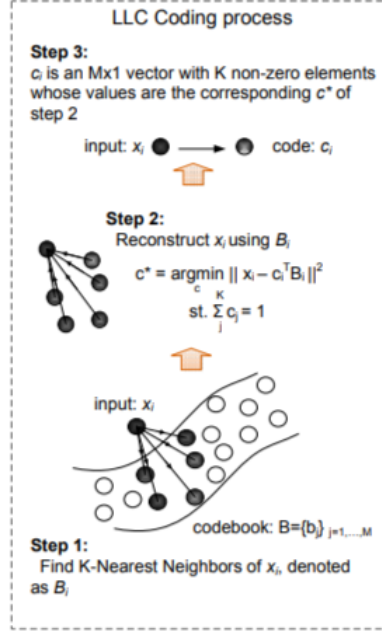 LLC Coding process
Step 3:
cᵢ is an Mx1 vector with K non-zero elements
whose values are the corresponding c* of
step 2
input: xᵢ
code: cᵢ
Step 2:
Reconstruct xᵢ using Bᵢ
c* = argmin || xᵢ – cᵢᵀBᵢ||²
c
K
st. Σ cⱼ = 1
j
input: xᵢ
codebook: B={bⱼ} j=1,...,M
Step 1:
Find K-Nearest Neighbors of xᵢ, denoted
as Bᵢ